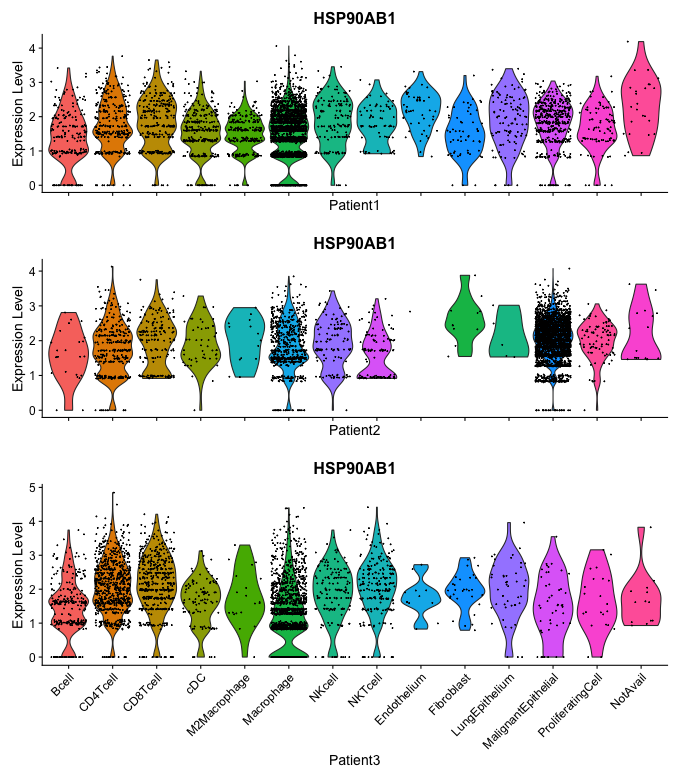 HSP90AB1
Expression Level
4
3
2
1
0
Patient1
HSP90AB1
Expression Level
4
3
2
1
0
Patient2
HSP90AB1
Expression Level
5
4
3
2
1
0
Bcell
CD4Tcell
CD8Tcell
cDC
M2Macrophage
Macrophage
NKcell
NKTcell
Endothelium
Fibroblast
LungEpithelium
MalignantEpithelial
ProliferatingCell
NotAvail
Patient3